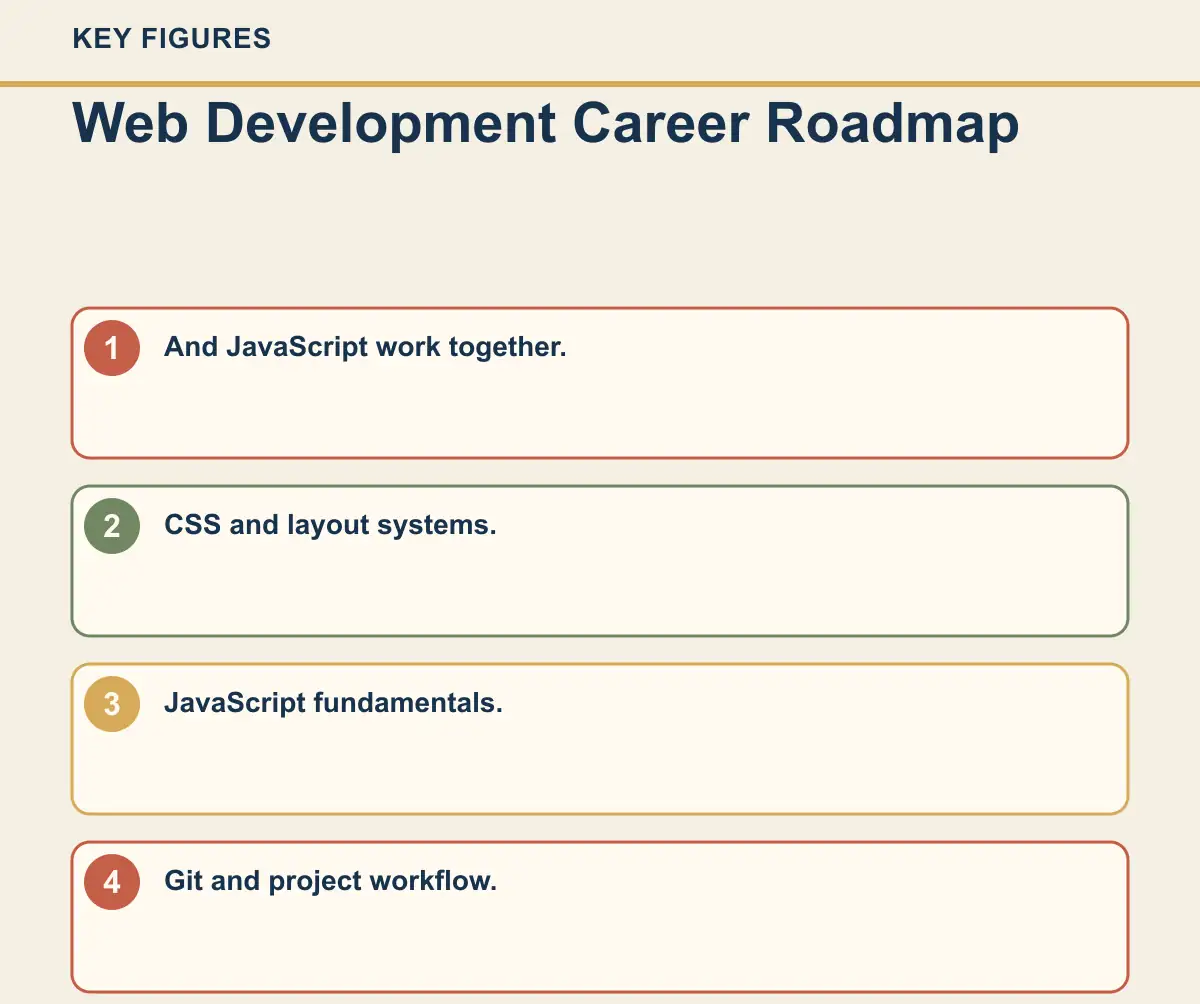 KEY FIGURES
Web Development Career Roadmap
1 And JavaScript work together.
2 CSS and layout systems.
3 JavaScript fundamentals.
4 Git and project workflow.